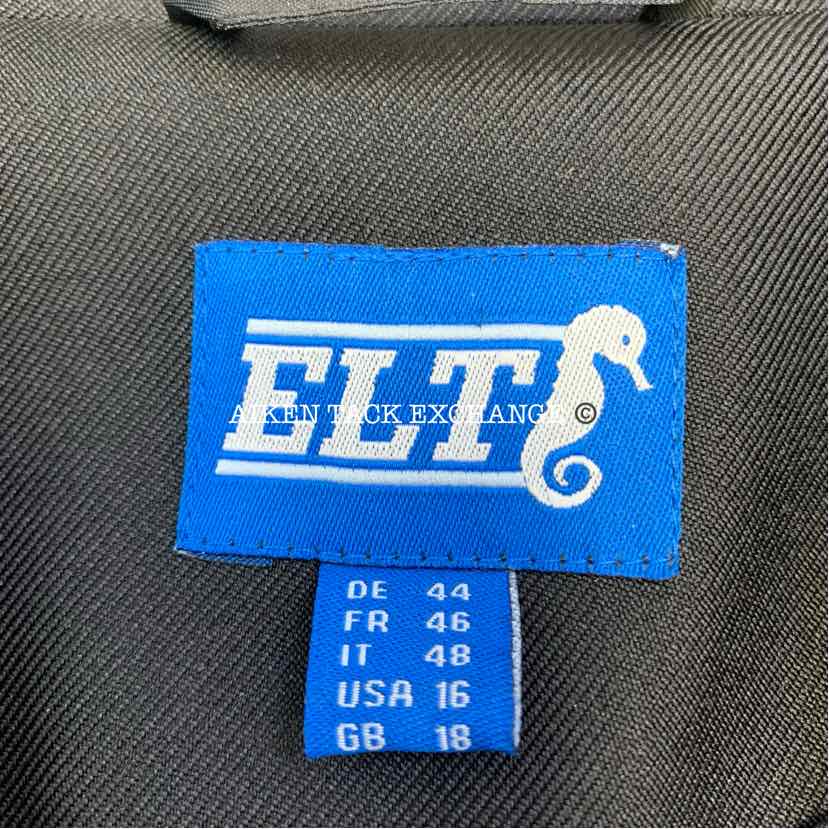 ELT
AIKEN TACK EXCHANGE ©
DE 44
FR 46
IT 48
USA 16
GB 18